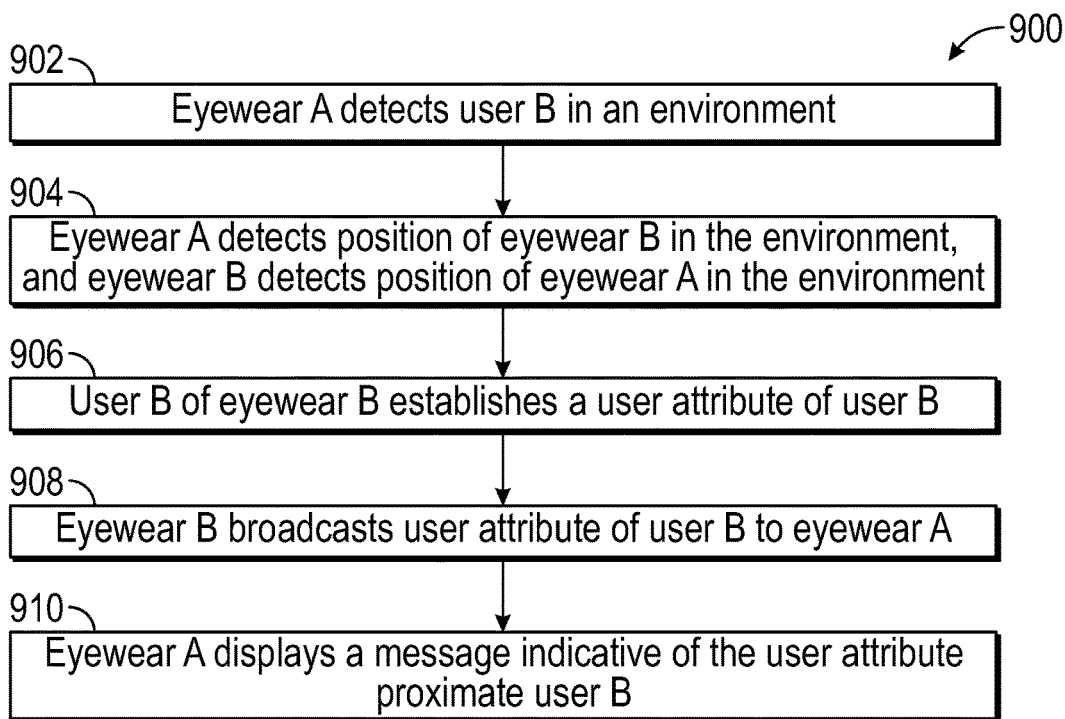 900
902
Eyewear A detects user B in an environment
904
Eyewear A detects position of eyewear B in the environment,
and eyewear B detects position of eyewear A in the environment
906
User B of eyewear B establishes a user attribute of user B
908
Eyewear B broadcasts user attribute of user B to eyewear A
910
Eyewear A displays a message indicative of the user attribute
proximate user B